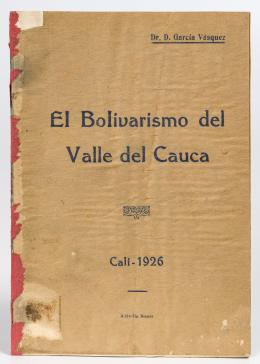 Dr. D. García Vásquez
El Bolivarismo del
Valle del Cauca
Cali - 1926